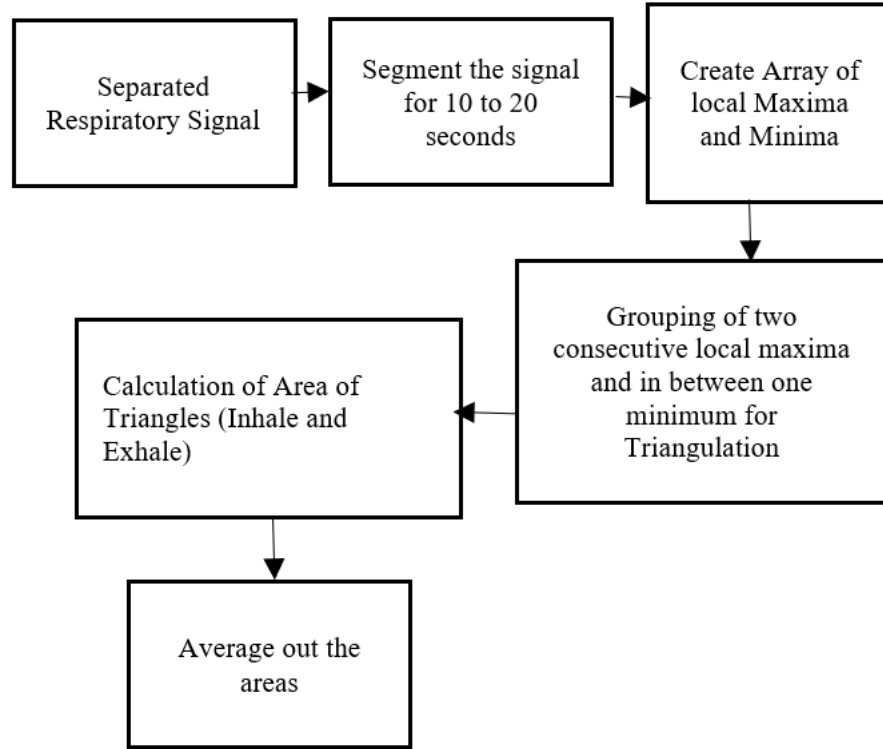 Separated
Respiratory Signal
Segment the signal
for 10 to 20
seconds
Create Array of
local Maxima
and Minima
Grouping of two
consecutive local maxima
and in between one
minimum for
Triangulation
Calculation of Area of
Triangles (Inhale and
Exhale)
Average out the
areas